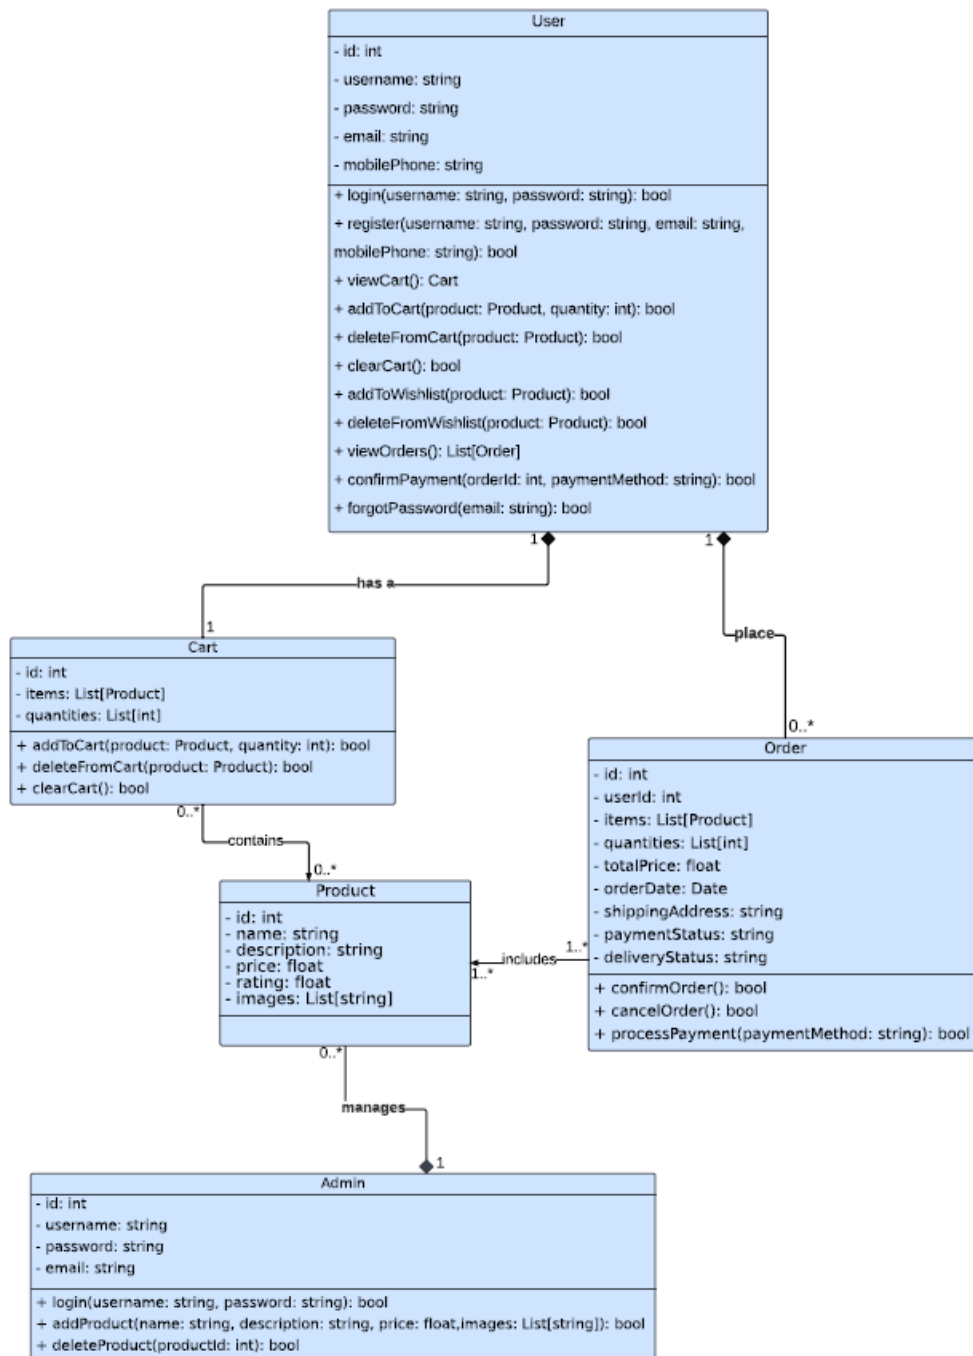 User
- id: int
- username: string
- password: string
- email: string
- mobilePhone: string
+ login(username: string, password: string): bool
+ register(username: string, password: string, email: string,
mobilePhone: string): bool
+ viewCart(): Cart
+ addToCart(product: Product, quantity: int): bool
+ deleteFromCart(product: Product): bool
+ clearCart(): bool
+ addToWishlist(product: Product): bool
+ deleteFromWishlist(product: Product): bool
+ viewOrders(): List[Order]
+ confirmPayment(orderId: int, paymentMethod: string): bool
+ forgotPassword(email: string): bool
1
1
has a
place
1
0..*
Cart
- id: int
- items: List[Product]
- quantities: List[int]
+ addToCart(product: Product, quantity: int): bool
+ deleteFromCart(product: Product): bool
+ clearCart(): bool
0..*
contains
0..*
Order
- id: int
- userId: int
- items: List[Product]
- quantities: List[int]
- totalPrice: float
- orderDate: Date
- shippingAddress: string
- paymentStatus: string
- deliveryStatus: string
+ confirmOrder(): bool
+ cancelOrder(): bool
+ processPayment(paymentMethod: string): bool
1..*
includes
1..*
Product
- id: int
- name: string
- description: string
- price: float
- rating: float
- images: List[string]
0..*
manages
1
Admin
- id: int
- username: string
- password: string
- email: string
+ login(username: string, password: string): bool
+ addProduct(name: string, description: string, price: float,images: List[string]): bool
+ deleteProduct(productId: int): bool